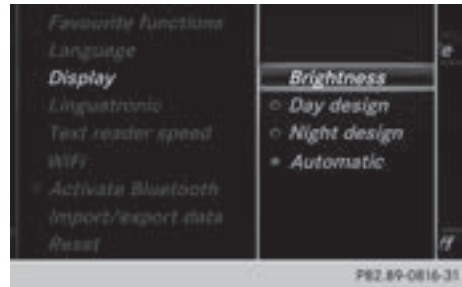 Favourite functions
Language
Display
Linguatronic
Text reader speed
WiFi
Activate Bluetooth
Import/export data
Reset
Brightness
Day design
Night design
Automatic
e
ff
P82.89-0816-31